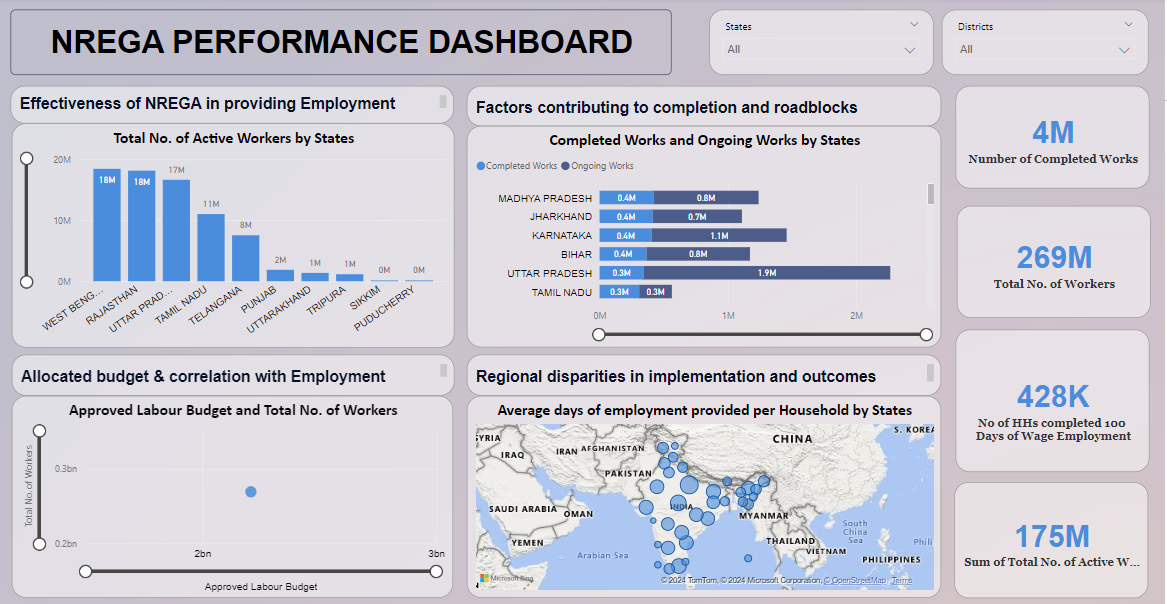 NREGA PERFORMANCE DASHBOARD
States
All
Districts
All
Effectiveness of NREGA in providing Employment
Total No. of Active Workers by States
20M
10M
0M
18M
18M
17M
11M
8M
2M
1M
1M
0M
0M
WEST BENG...
RAJASTHAN
UTTAR PRAD...
TAMIL NADU
TELANGANA
PUNJAB
UTTARAKHAND
TRIPURA
SIKKIM
PUDUCHERRY
Factors contributing to completion and roadblocks
Completed Works and Ongoing Works by States
Completed Works Ongoing Works
MADHYA PRADESH 0.4M 0.8M
JHARKHAND 0.4M 0.7M
KARNATAKA 0.4M 1.1M
BIHAR 0.4M 0.8M
UTTAR PRADESH 0.3M 1.9M
TAMIL NADU 0.3M 0.3M
0M 1M 2M
4M
Number of Completed Works
269M
Total No. of Workers
428K
No of HHs completed 100
Days of Wage Employment
175M
Sum of Total No. of Active W...
Allocated budget & correlation with Employment
Approved Labour Budget and Total No. of Workers
Total No.of Workers
0.3bn
0.2bn
2bn 3bn
Approved Labour Budget
Regional disparities in implementation and outcomes
Average days of employment provided per Household by States
SYRIA
IRAQ
IRAN
AFGHANISTAN
PAKISTAN
CHINA
S. KOREA
SAUDI ARABIA
OMAN
YEMEN
INDIA
MYANMAR
THAILAND
VIETNAM
PHILIPPINES
South
China
Sea
Phili
Arabian Sea
Microsoft Bing
© 2024 TomTom, © 2024 Microsoft Corporation, © OpenStreetMap Terms